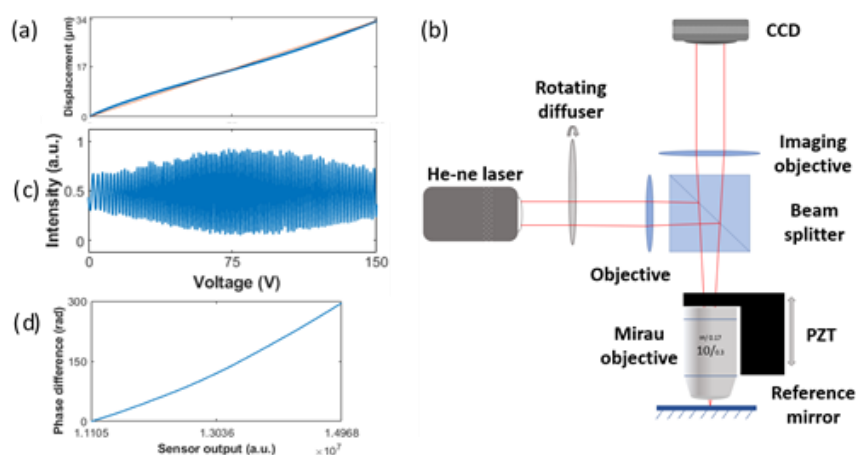 (a)
Displacement (μm)
34
17
0
(c)
Intensity (a.u.)
1
0.5
0
0
75
150
Voltage (V)
(d)
Phase difference (rad)
300
150
0
1.1105
1.3036
1.4968
Sensor output (a.u.)
×10⁷
(b)
CCD
Rotating
diffuser
He-ne laser
Imaging
objective
Beam
splitter
Objective
Mirau
objective
∞/0.17
10/0.3
PZT
Reference
mirror